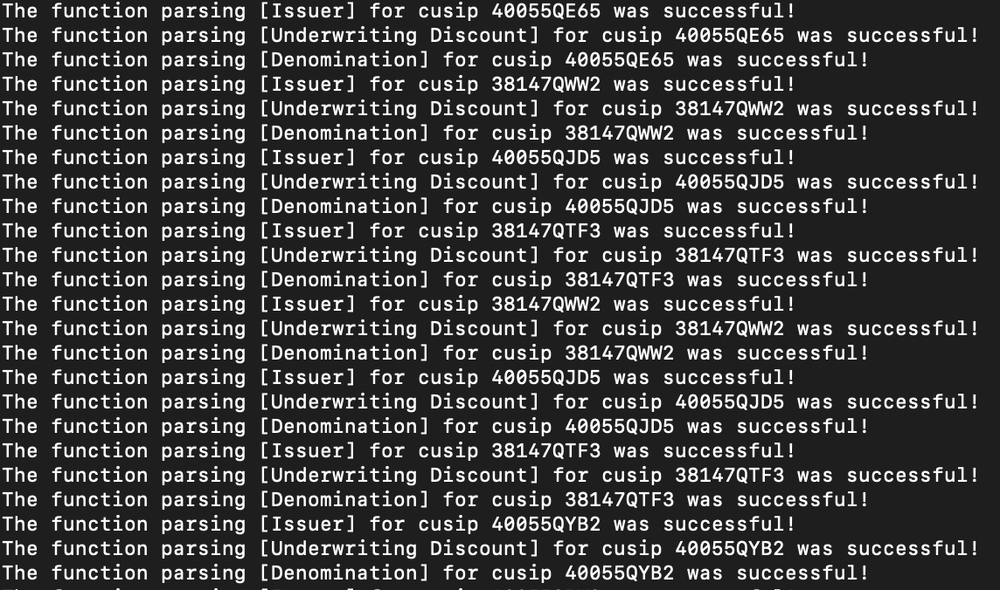 The function parsing [Issuer] for cusip 40055QE65 was successful!
The function parsing [Underwriting Discount] for cusip 40055QE65 was successful!
The function parsing [Denomination] for cusip 40055QE65 was successful!
The function parsing [Issuer] for cusip 38147QWW2 was successful!
The function parsing [Underwriting Discount] for cusip 38147QWW2 was successful!
The function parsing [Denomination] for cusip 38147QWW2 was successful!
The function parsing [Issuer] for cusip 40055QJD5 was successful!
The function parsing [Underwriting Discount] for cusip 40055QJD5 was successful!
The function parsing [Denomination] for cusip 40055QJD5 was successful!
The function parsing [Issuer] for cusip 38147QTF3 was successful!
The function parsing [Underwriting Discount] for cusip 38147QTF3 was successful!
The function parsing [Denomination] for cusip 38147QTF3 was successful!
The function parsing [Issuer] for cusip 38147QWW2 was successful!
The function parsing [Underwriting Discount] for cusip 38147QWW2 was successful!
The function parsing [Denomination] for cusip 38147QWW2 was successful!
The function parsing [Issuer] for cusip 40055QJD5 was successful!
The function parsing [Underwriting Discount] for cusip 40055QJD5 was successful!
The function parsing [Denomination] for cusip 40055QJD5 was successful!
The function parsing [Issuer] for cusip 38147QTF3 was successful!
The function parsing [Underwriting Discount] for cusip 38147QTF3 was successful!
The function parsing [Denomination] for cusip 38147QTF3 was successful!
The function parsing [Issuer] for cusip 40055QYB2 was successful!
The function parsing [Underwriting Discount] for cusip 40055QYB2 was successful!
The function parsing [Denomination] for cusip 40055QYB2 was successful!